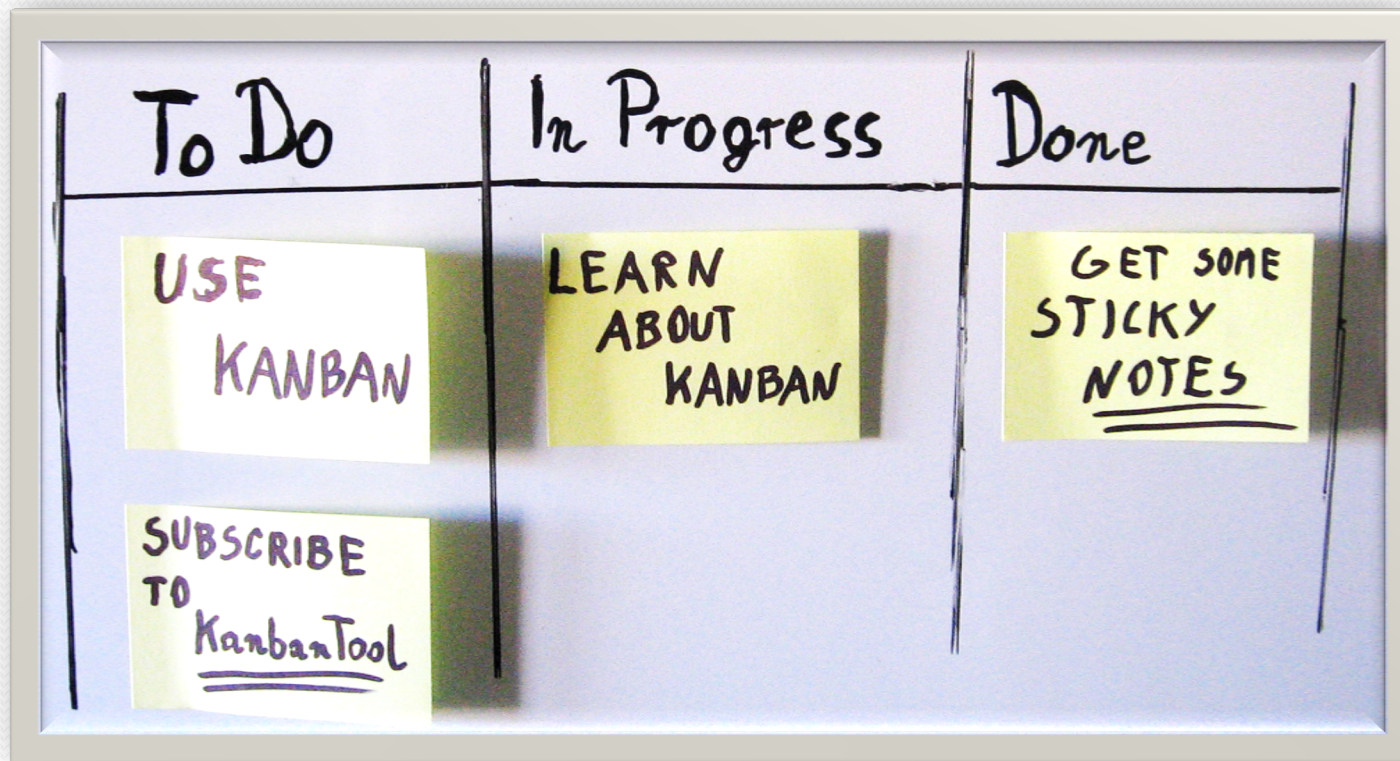 To Do
In Progress
Done
USE
KANBAN
SUBSCRIBE
TO
KanbanTool
LEARN
ABOUT
KANBAN
GET SOME
STICKY
NOTES